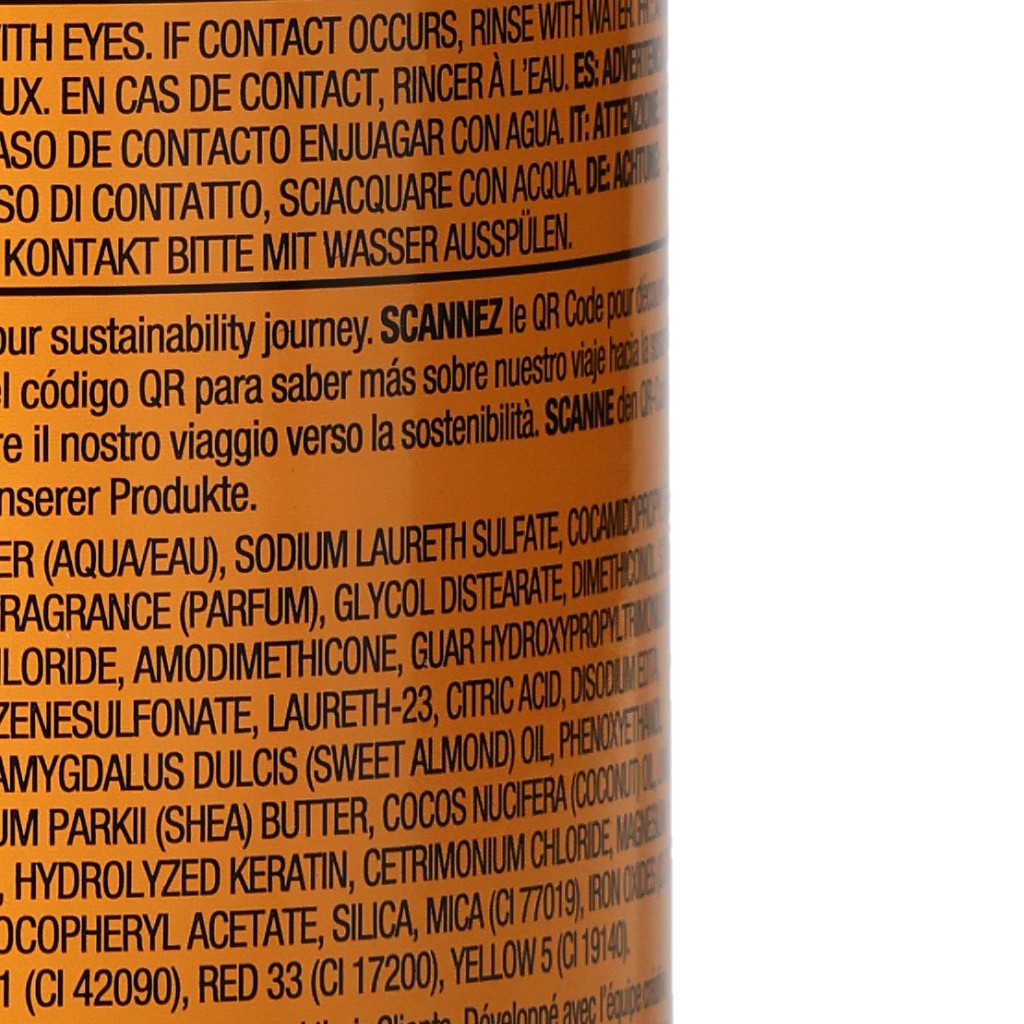 WITH EYES. IF CONTACT OCCURS, RINSE WITH WATER.
UX. EN CAS DE CONTACT, RINCER À L'EAU. ES:
ASO DE CONTACTO ENJUAGAR CON AGUA. IT: ATTENZIONE
SO DI CONTATTO, SCIACQUARE CON ACQUA. DE: ACHTUNG
KONTAKT BITTE MIT WASSER AUSSPÜLEN.
our sustainability journey. SCANNEZ le QR Code pour
el código QR para saber más sobre nuestro viaje hacia la
re il nostro viaggio verso la sostenibilità. SCANNE den
nserer Produkte.
ER (AQUA/EAU), SODIUM LAURETH SULFATE,
RAGRANCE (PARFUM), GLYCOL DISTEARATE, DIMETHICONOL,
LORIDE, AMODIMETHICONE, GUAR
ZENESULFONATE, LAURETH-23, CITRIC ACID, DISODIUM EDTA,
AMYGDALUS DULCIS (SWEET ALMOND) OIL, PHENOXYETHANOL,
UM PARKII (SHEA) BUTTER, COCOS NUCIFERA (COCONUT) OIL,
, HYDROLYZED KERATIN, CETRIMONIUM CHLORIDE,
OCOPHERYL ACETATE, SILICA, MICA (CI 77019), IRON OXIDES
1 (CI 42090), RED 33 (CI 17200), YELLOW 5 (CI 19140).
Développé avec l'équipe